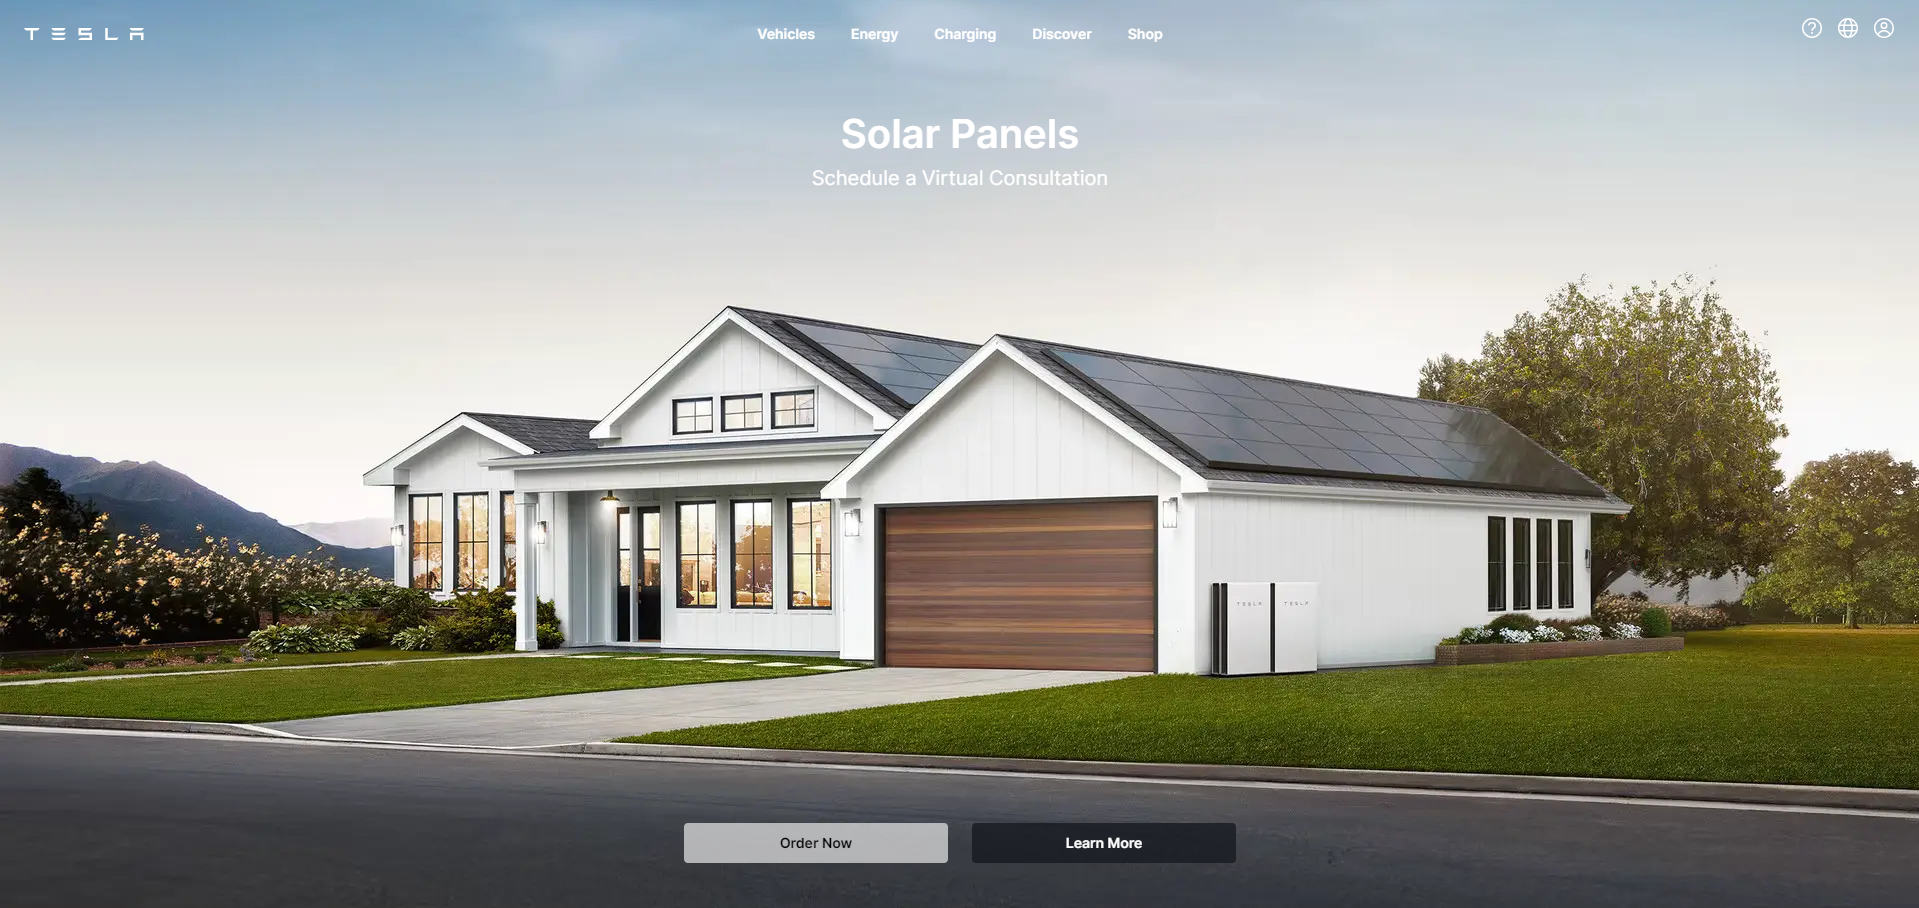 TESLA
Vehicles
Energy
Charging
Discover
Shop
Solar Panels
Schedule a Virtual Consultation
TESLA
TESLA
Order Now
Learn More